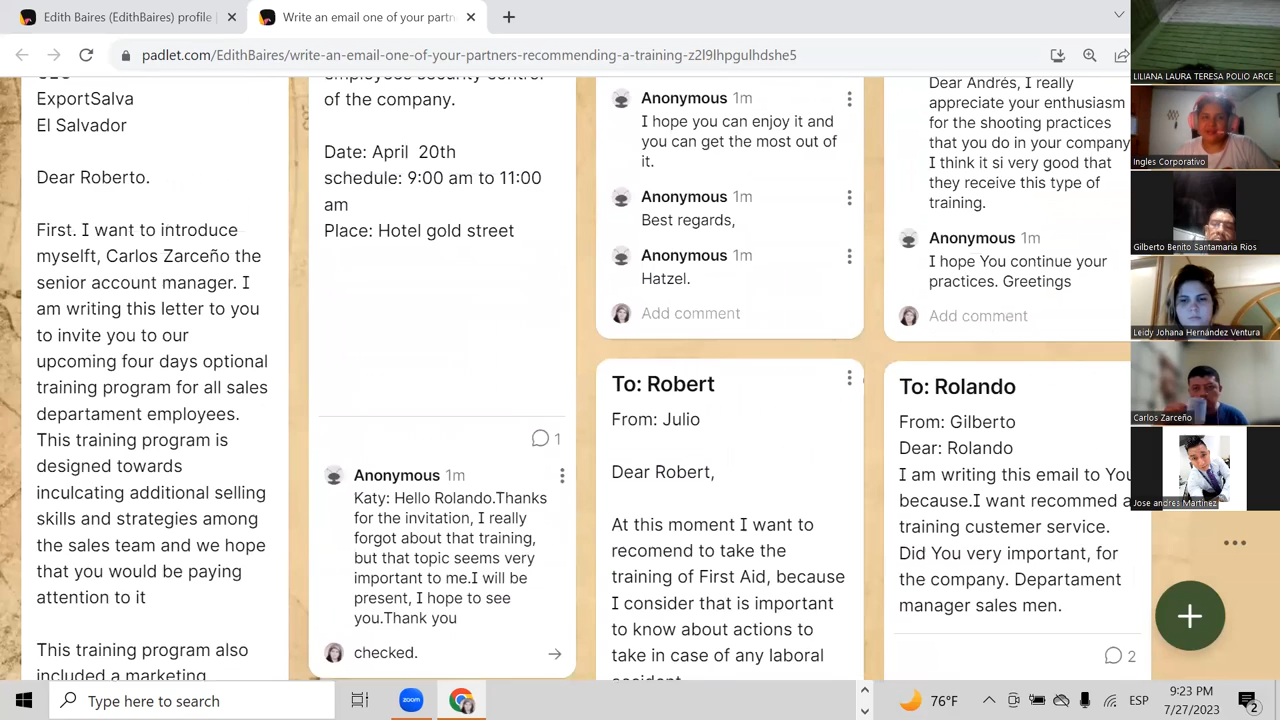 Edith Baires (EdithBaires) profile |
Write an email one of your partn
padlet.com/EdithBaires/write-an-email-one-of-your-partners-recommending-a-training-z2l9lhpgulhdshe5
ExportSalva
El Salvador
Dear Roberto.
First. I want to introduce
myselft, Carlos Zarceño the
senior account manager. I
am writing this letter to you
to invite you to our
upcoming four days optional
training program for all sales
departament employees.
This training program is
designed towards
inculcating additional selling
skills and strategies among
the sales team and we hope
that you would be paying
attention to it
This training program also
included a marketing
employees security control
of the company.
Date: April 20th
schedule: 9:00 am to 11:00
am
Place: Hotel gold street
1
Anonymous 1m
Katy: Hello Rolando.Thanks
for the invitation, I really
forgot about that training,
but that topic seems very
important to me.I will be
present, I hope to see
you.Thank you
checked.
Anonymous 1m
I hope you can enjoy it and
you can get the most out of
it.
Anonymous 1m
Best regards,
Anonymous 1m
Hatzel.
Add comment
To: Robert
From: Julio
Dear Robert,
At this moment I want to
recomend to take the
training of First Aid, because
I consider that is important
to know about actions to
take in case of any laboral
accident
Dear Andrés, I really
appreciate your enthusiasm
for the shooting practices
that you do in your company
I think it si very good that
they receive this type of
training.
Anonymous 1m
I hope You continue your
practices. Greetings
Add comment
To: Rolando
From: Gilberto
Dear: Rolando
I am writing this email to You
because.I want recommed a
training custemer service.
Did You very important, for
the company. Departament
manager sales men.
2
LILIANA LAURA TERESA POLIO ARCE
Ingles Corporativo
Gilberto Benito Santamaria Rios
Leidy Johana Hernández Ventura
Carlos Zarceño
Jose andres Martinez
Type here to search
zoom
76°F
ESP
9:23 PM
7/27/2023
2